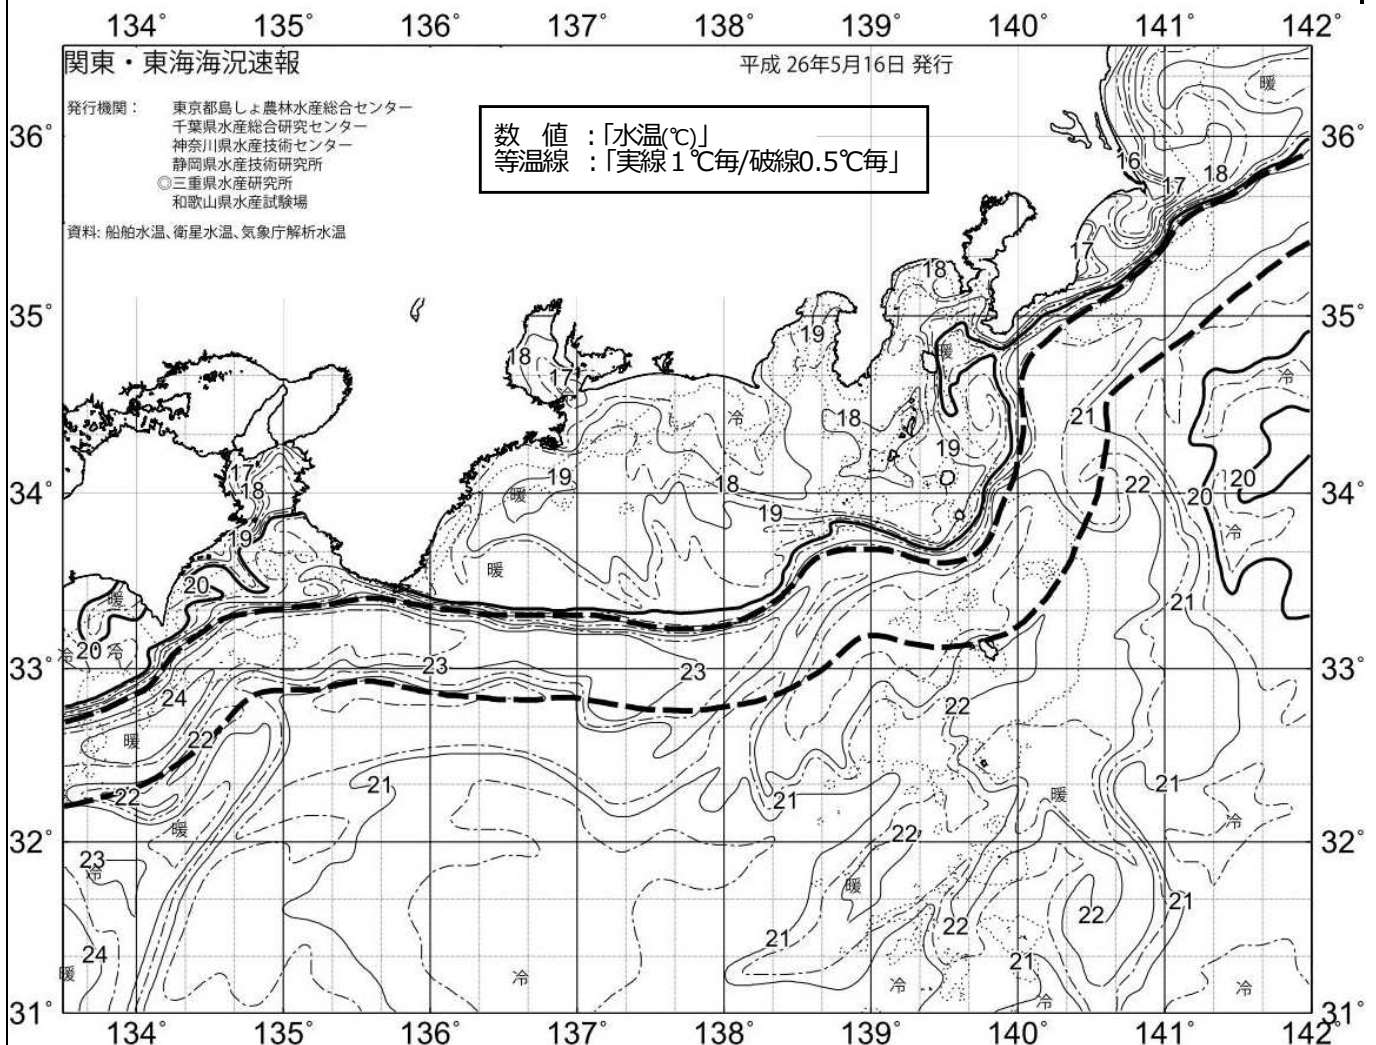 134° 135° 136° 137° 138° 139° 140° 141° 142°
関東・東海海況速報
平成 26年5月16日 発行
発行機関： 東京都島しょ農林水産総合センター
千葉県水産総合研究センター
神奈川県水産技術センター
静岡県水産技術研究所
◎三重県水産研究所
和歌山県水産試験場
資料: 船舶水温、衛星水温、気象庁解析水温
数 値 ：「水温(℃)」
等温線 ：「実線１℃毎/破線0.5℃毎」
暖
36° 36°
16 17 18
17
18
35° 35°
19
18 暖
17 冷
冷
18 冷 21
19
17 19
18 暖 18 22 20 20
34° 34°
19 19
冷
暖
20
暖 21
20 冷
冷
23 23
33° 33°
24
22
暖 22
22 21 21 21
暖
暖 冷
22
32° 32°
23
冷 暖 21
22
22
21
24 21
暖 冷 冷 冷 冷
31° 31°
134° 135° 136° 137° 138° 139° 140° 141° 142°